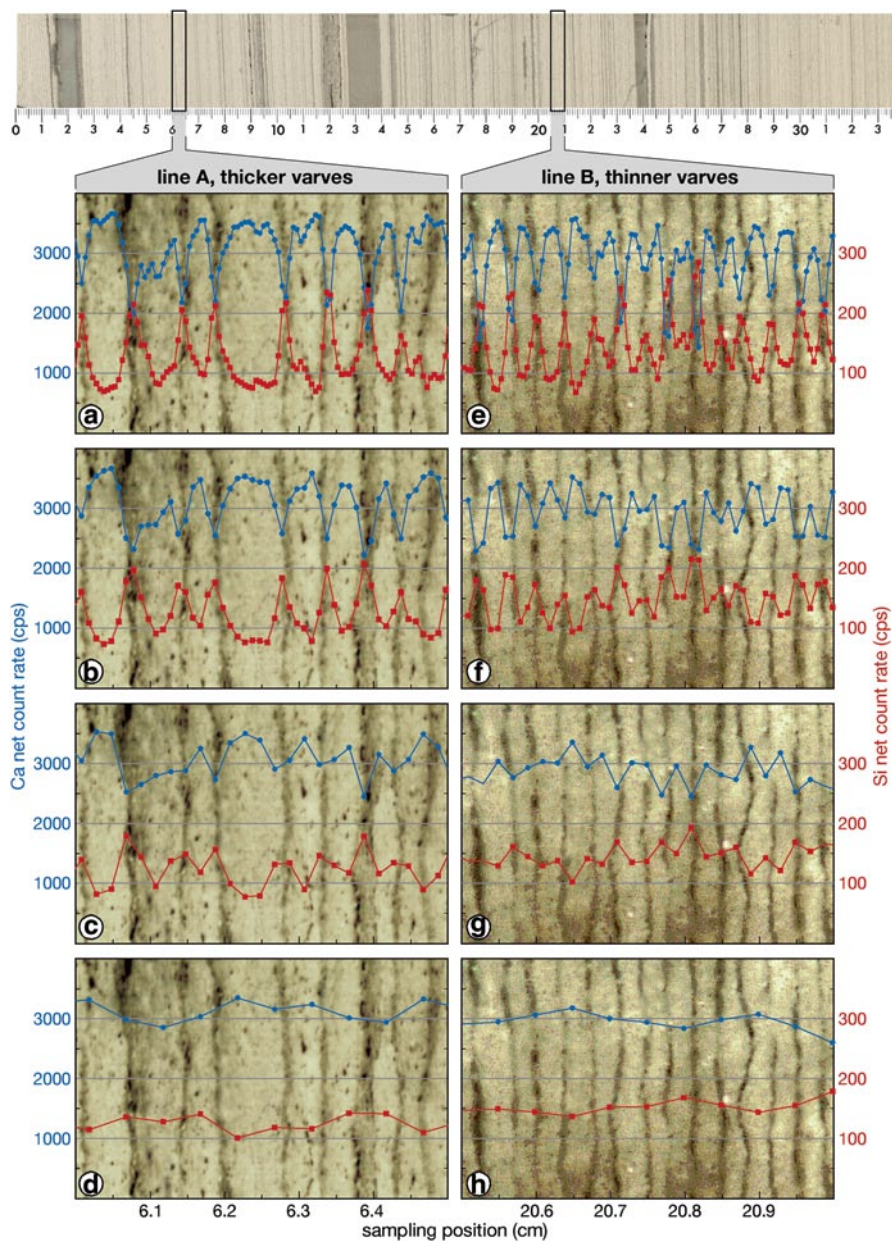 0 1 2 3 4 5 6 7 8 9 10 1 2 3 4 5 6 7 8 9 20 1 2 3 4 5 6 7 8 9 30 1 2 3
line A, thicker varves
line B, thinner varves
3000
2000
1000
a
e
300
200
100
3000
2000
1000
b
f
300
200
100
Ca net count rate (cps)
Si net count rate (cps)
3000
2000
1000
c
g
300
200
100
3000
2000
1000
d
h
300
200
100
6.1 6.2 6.3 6.4
20.6 20.7 20.8 20.9
sampling position (cm)